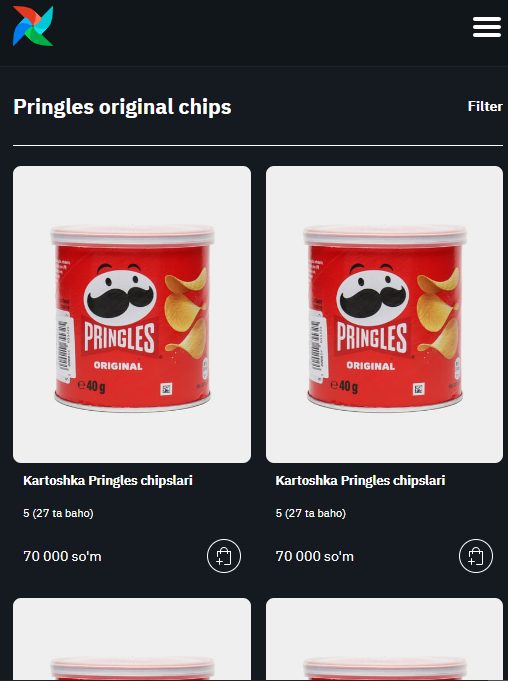 Pringles original chips
Filter
PRINGLES
ORIGINAL
℮40g
PRINGLES
ORIGINAL
℮40g
Kartoshka Pringles chipslari
Kartoshka Pringles chipslari
5 (27 ta baho)
5 (27 ta baho)
70 000 so'm
70 000 so'm